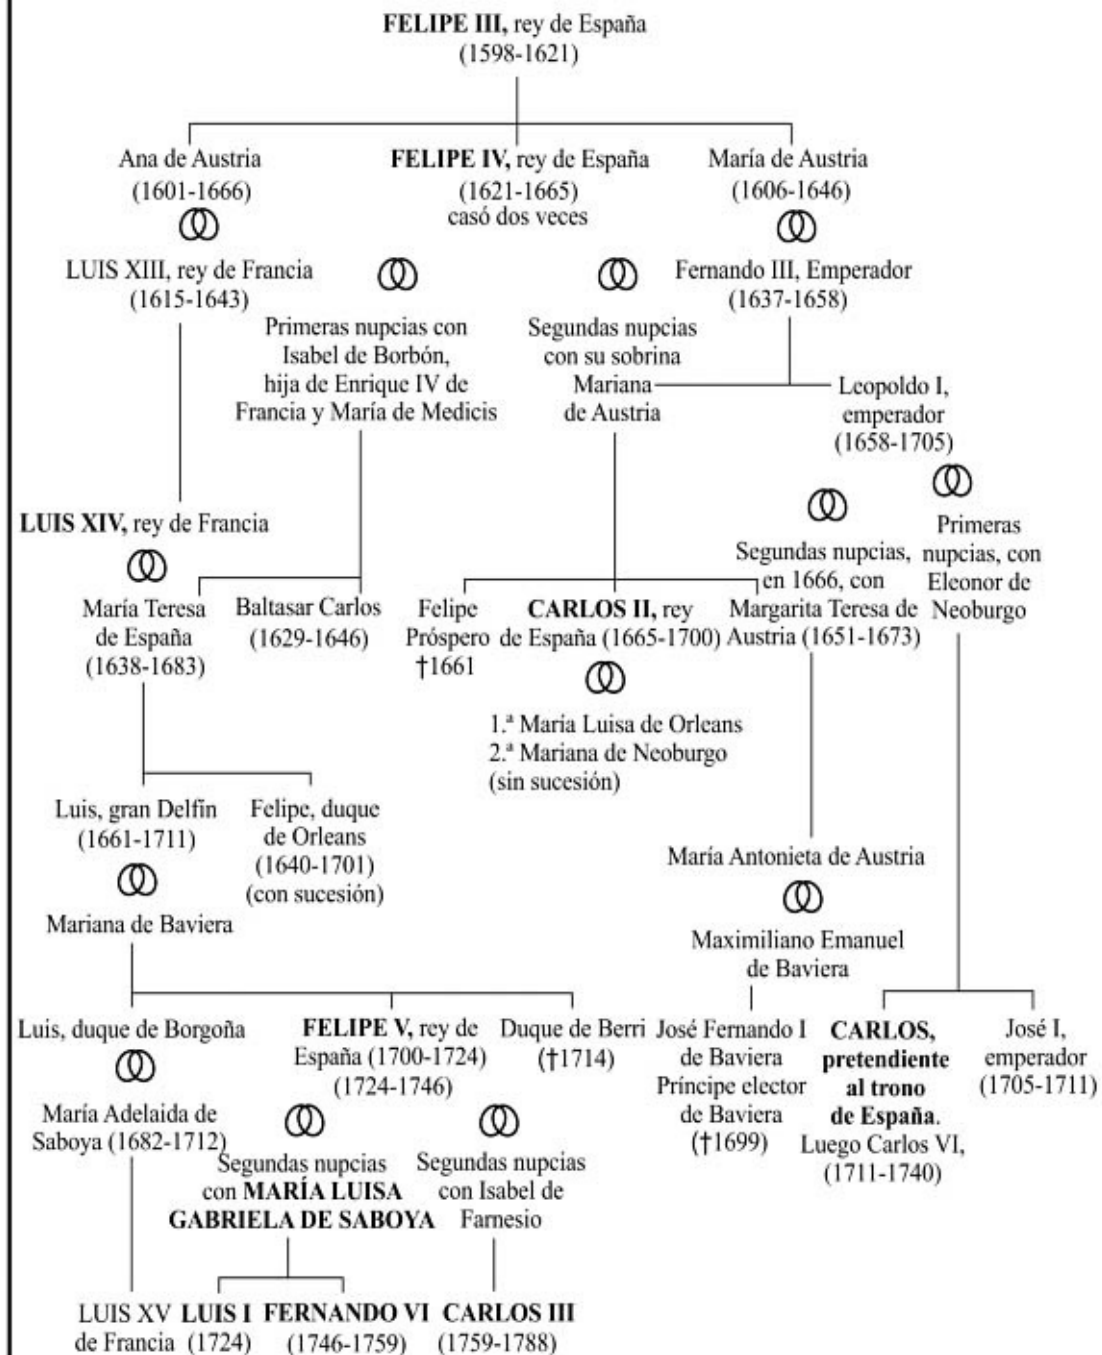 FELIPE III, rey de España
(1598-1621)
Ana de Austria
(1601-1666)
FELIPE IV, rey de España
(1621-1665)
casó dos veces
María de Austria
(1606-1646)
LUIS XIII, rey de Francia
(1615-1643)
Primeras nupcias con
Isabel de Borbón,
hija de Enrique IV de
Francia y María de Medicis
Segundas nupcias
con su sobrina
Mariana
de Austria
Fernando III, Emperador
(1637-1658)
Leopoldo I,
emperador
(1658-1705)
LUIS XIV, rey de Francia
Segundas nupcias,
en 1666, con
Margarita Teresa de
Austria (1651-1673)
Primeras
nupcias, con
Eleonor de
Neoburgo
María Teresa
de España
(1638-1683)
Baltasar Carlos
(1629-1646)
Felipe
Próspero
†1661
CARLOS II, rey
de España (1665-1700)
1.ª María Luisa de Orleans
2.ª Mariana de Neoburgo
(sin sucesión)
Luis, gran Delfín
(1661-1711)
Felipe, duque
de Orleans
(1640-1701)
(con sucesión)
Mariana de Baviera
María Antonieta de Austria
Maximiliano Emanuel
de Baviera
Luis, duque de Borgoña
FELIPE V, rey de
España (1700-1724)
(1724-1746)
Duque de Berri
(†1714)
José Fernando I
de Baviera
Príncipe elector
de Baviera
(†1699)
CARLOS,
pretendiente
al trono
de España.
Luego Carlos VI,
(1711-1740)
José I,
emperador
(1705-1711)
María Adelaida de
Saboya (1682-1712)
Segundas nupcias
con MARÍA LUISA
GABRIELA DE SABOYA
Segundas nupcias
con Isabel de
Farnesio
LUIS XV
de Francia
LUIS I
(1724)
FERNANDO VI
(1746-1759)
CARLOS III
(1759-1788)